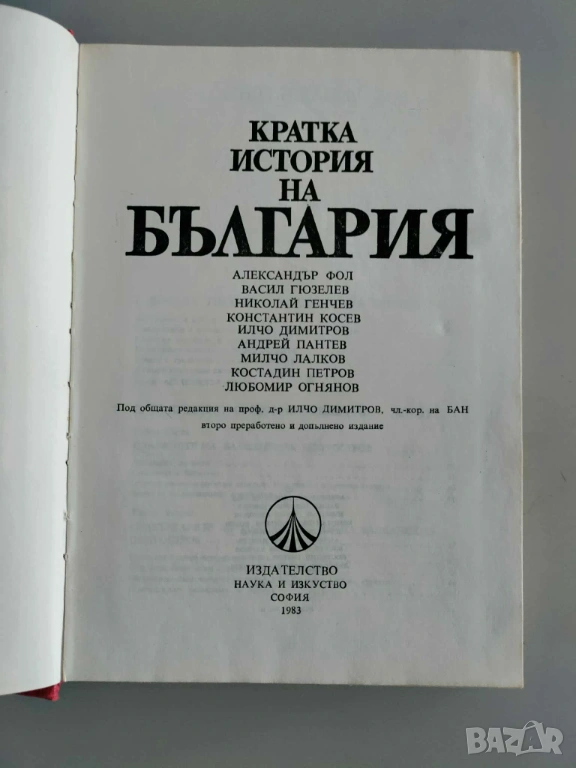 КРАТКА
ИСТОРИЯ
НА
БЪЛГАРИЯ
АЛЕКСАНДЪР ФОЛ
ВАСИЛ ГЮЗЕЛЕВ
НИКОЛАЙ ГЕНЧЕВ
КОНСТАНТИН КОСЕВ
ИЛЧО ДИМИТРОВ
АНДРЕЙ ПАНТЕВ
МИЛЧО ЛАЛКОВ
КОСТАДИН ПЕТРОВ
ЛЮБОМИР ОГНЯНОВ
Под общата редакция на проф. д-р ИЛЧО ДИМИТРОВ, чл.-кор. на БАН
второ преработено и допълнено издание
ИЗДАТЕЛСТВО
НАУКА И ИЗКУСТВО
СОФИЯ
1983
BAZAR